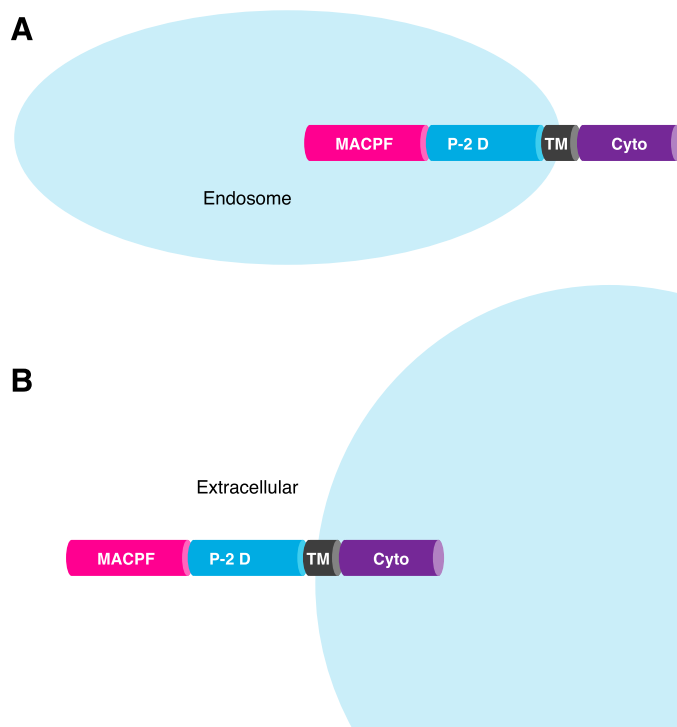 A
MACPF P-2 D TM Cyto
Endosome
B
Extracellular
MACPF P-2 D TM Cyto